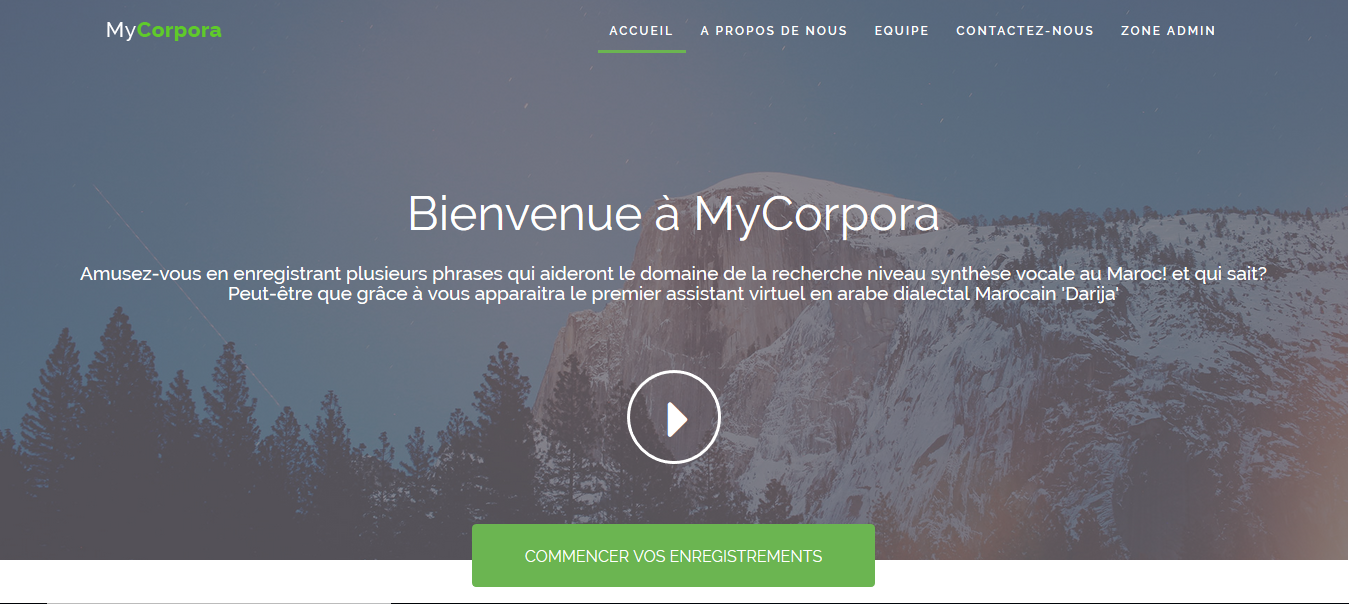 MyCorpora
ACCUEIL
A PROPOS DE NOUS
EQUIPE
CONTACTEZ-NOUS
ZONE ADMIN
Bienvenue à MyCorpora
Amusez-vous en enregistrant plusieurs phrases qui aideront le domaine de la recherche niveau synthèse vocale au Maroc! et qui sait?
Peut-être que grâce à vous apparaitra le premier assistant virtuel en arabe dialectal Marocain 'Darija'
COMMENCER VOS ENREGISTREMENTS